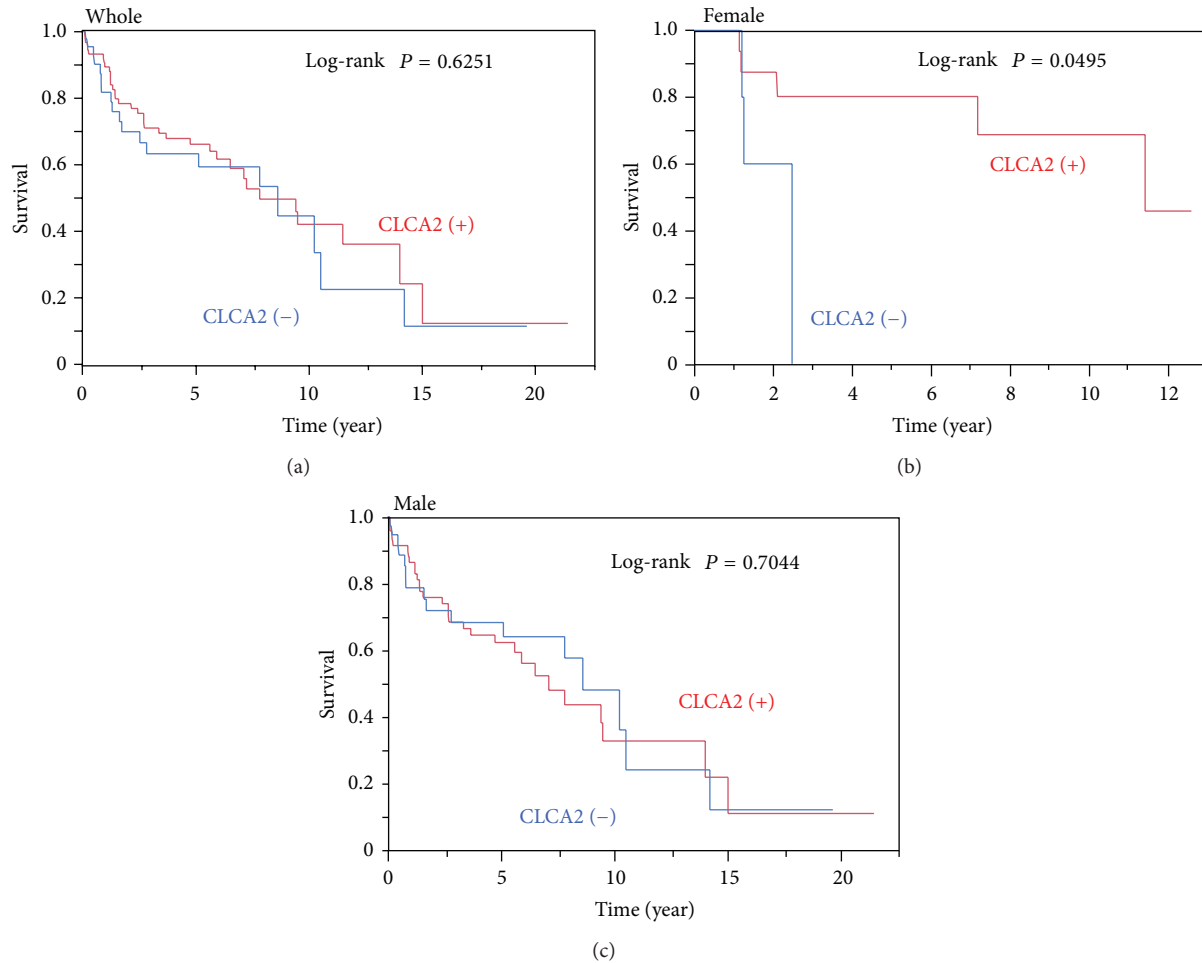 Whole
Log-rank P = 0.6251
1.0
0.8
0.6
0.4
0.2
0
Survival
CLCA2 (+)
CLCA2 (−)
0 5 10 15 20
Time (year)
(a)
Female
Log-rank P = 0.0495
1.0
0.8
0.6
0.4
0.2
0
Survival
CLCA2 (+)
CLCA2 (−)
0 2 4 6 8 10 12
Time (year)
(b)
Male
Log-rank P = 0.7044
1.0
0.8
0.6
0.4
0.2
0
Survival
CLCA2 (+)
CLCA2 (−)
0 5 10 15 20
Time (year)
(c)